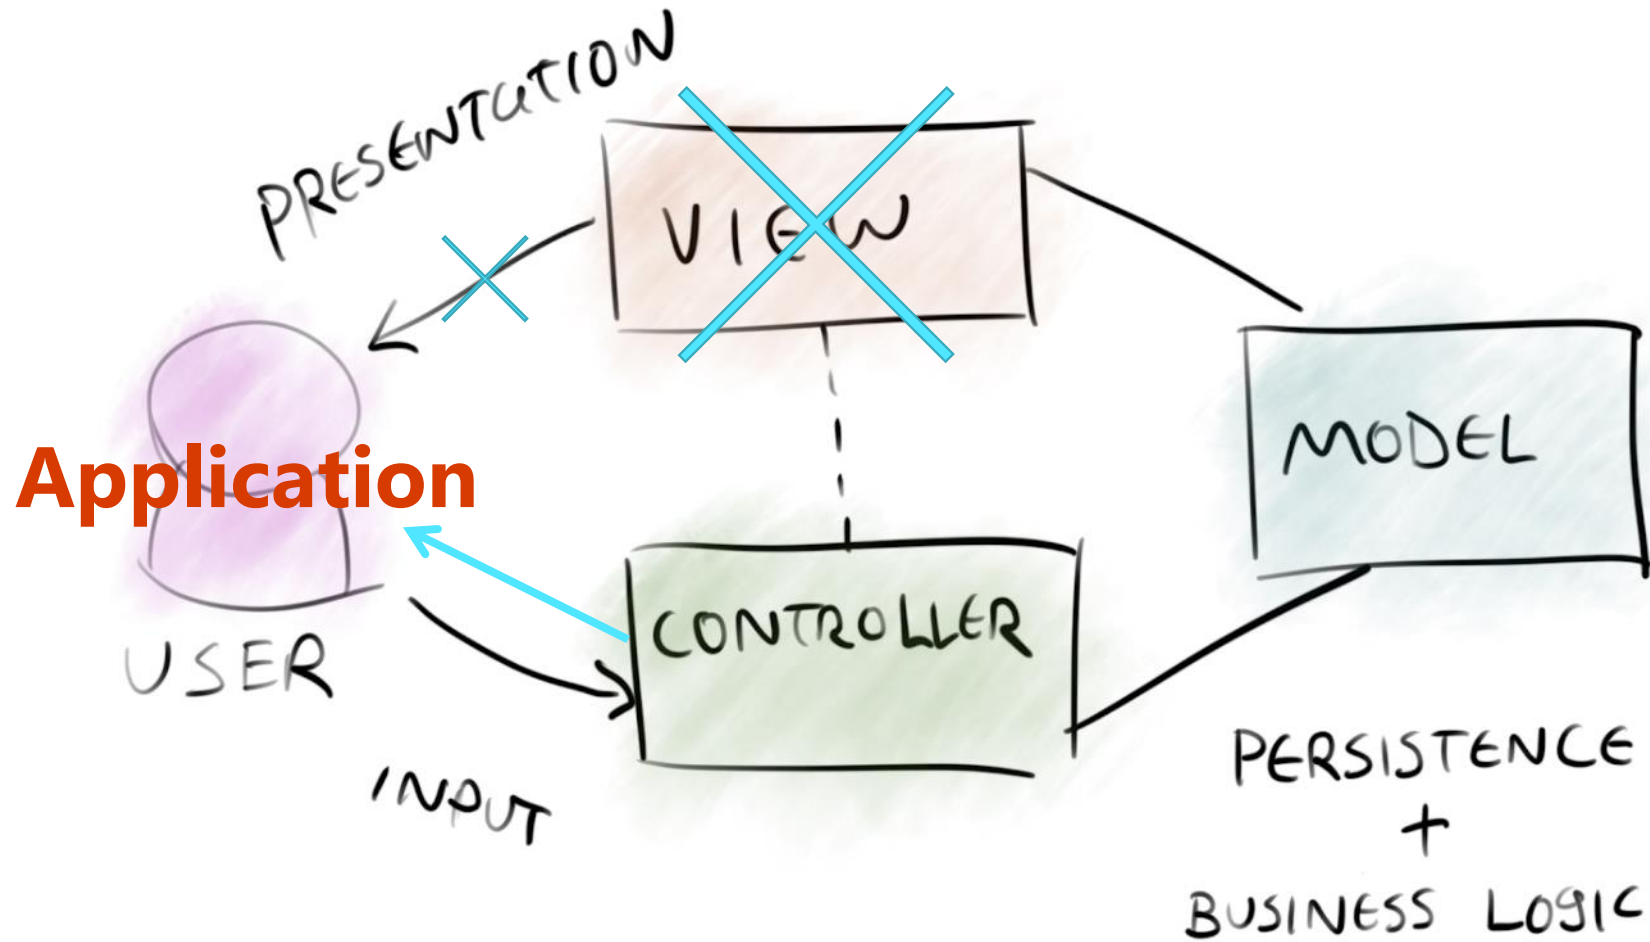 PRESENTATION
VIEW
MODEL
Application
CONTROLLER
USER
INPUT
PERSISTENCE
+
BUSINESS LOGIC